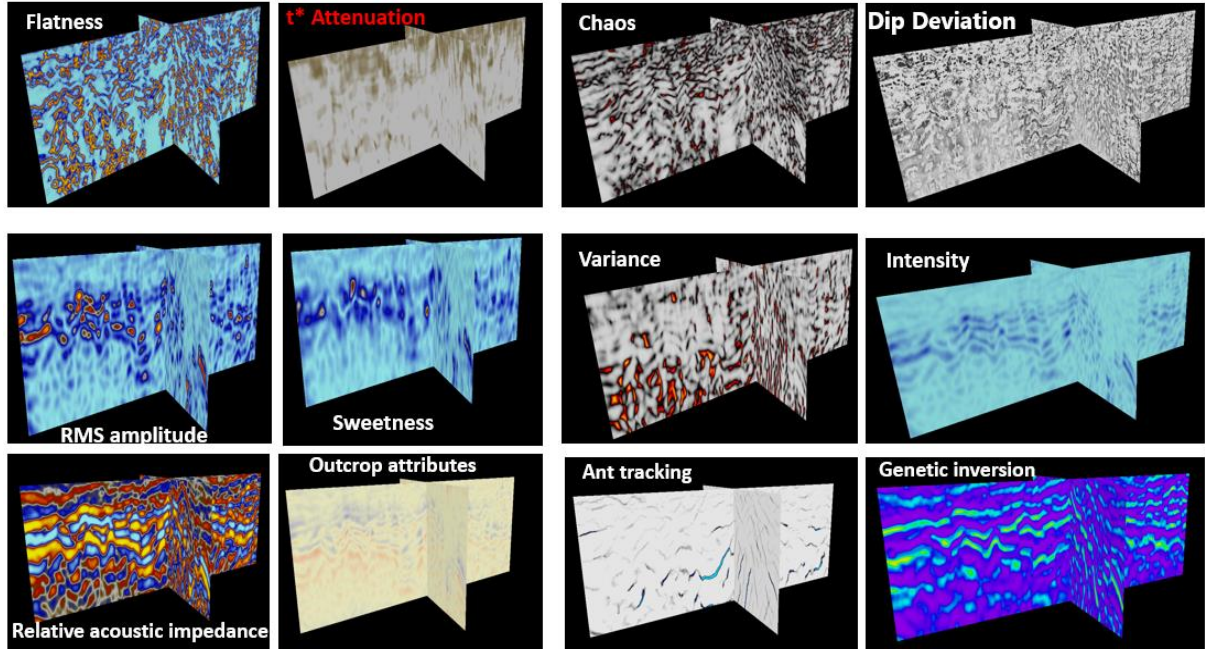 Flatness
t* Attenuation
Chaos
Dip Deviation
RMS amplitude
Sweetness
Variance
Intensity
Relative acoustic impedance
Outcrop attributes
Ant tracking
Genetic inversion